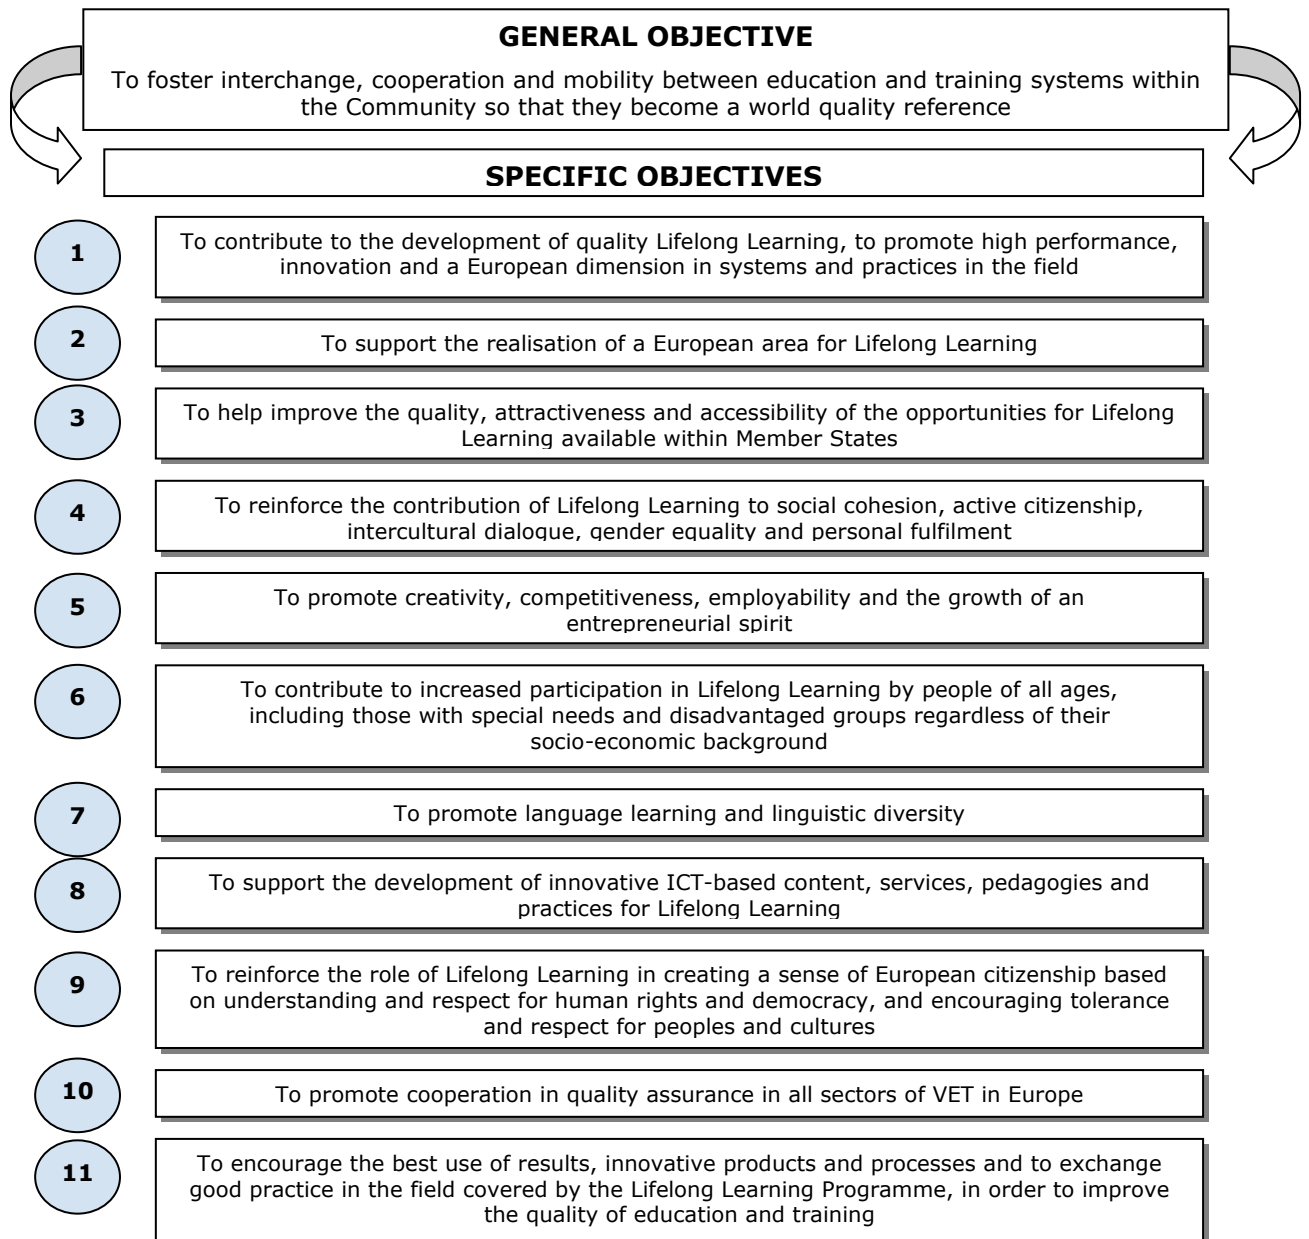 GENERAL OBJECTIVE
To foster interchange, cooperation and mobility between education and training systems within
the Community so that they become a world quality reference
SPECIFIC OBJECTIVES
1
To contribute to the development of quality Lifelong Learning, to promote high performance,
innovation and a European dimension in systems and practices in the field
2
To support the realisation of a European area for Lifelong Learning
3
To help improve the quality, attractiveness and accessibility of the opportunities for Lifelong
Learning available within Member States
4
To reinforce the contribution of Lifelong Learning to social cohesion, active citizenship,
intercultural dialogue, gender equality and personal fulfilment
5
To promote creativity, competitiveness, employability and the growth of an
entrepreneurial spirit
6
To contribute to increased participation in Lifelong Learning by people of all ages,
including those with special needs and disadvantaged groups regardless of their
socio-economic background
7
To promote language learning and linguistic diversity
8
To support the development of innovative ICT-based content, services, pedagogies and
practices for Lifelong Learning
9
To reinforce the role of Lifelong Learning in creating a sense of European citizenship based
on understanding and respect for human rights and democracy, and encouraging tolerance
and respect for peoples and cultures
10
To promote cooperation in quality assurance in all sectors of VET in Europe
11
To encourage the best use of results, innovative products and processes and to exchange
good practice in the field covered by the Lifelong Learning Programme, in order to improve
the quality of education and training